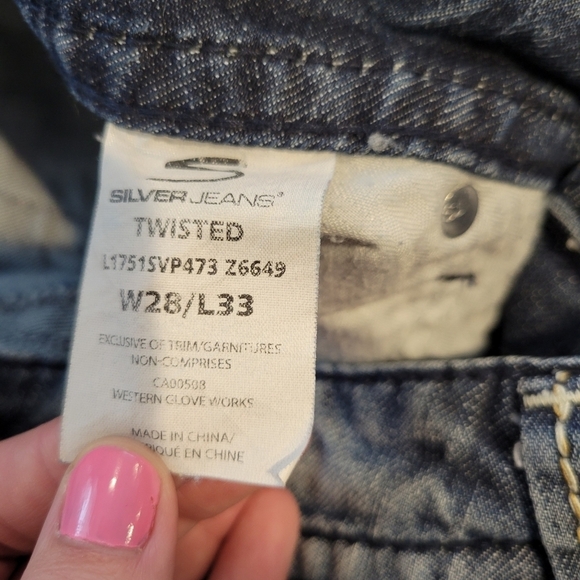 SILVER JEANS®
TWISTED
L1751SVP473 Z6649
W28/L33
EXCLUSIVE OF TRIM/GARNITURES
NON-COMPRISES
CA00508
WESTERN GLOVE WORKS
MADE IN CHINA/
RIQUÉ EN CHINE